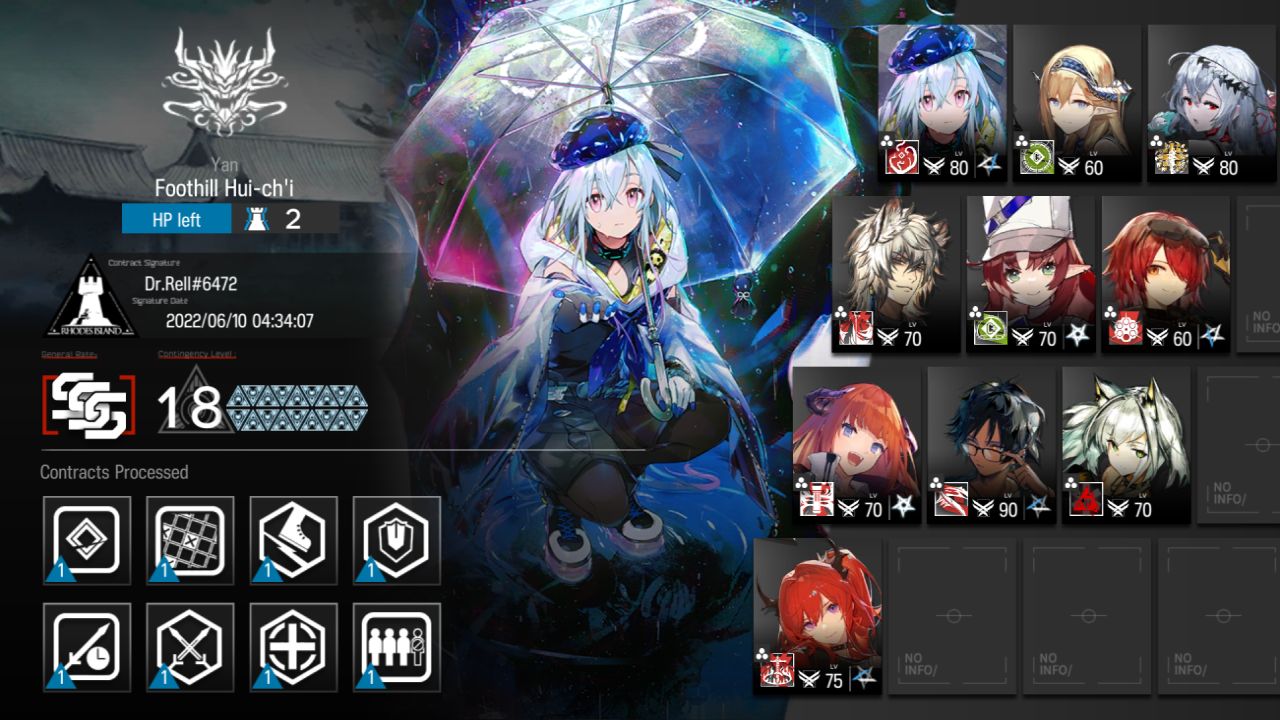 Yan
Foothill Hui-ch'i
HP left 2
Contract Signature
Dr.Rell#6472
Signature Date
2022/06/10 04:34:07
RHODES ISLAND
General Rate:
Contingency Level:
SSS
18
Contracts Processed
1 1 1 1
1 1 1 1
LV 80
LV 60
LV 80
LV 70
LV 70
LV 60
NO
INFO/
LV 70
LV 90
LV 70
NO
INFO/
LV 75
NO
INFO/
NO
INFO/
NO
INFO/